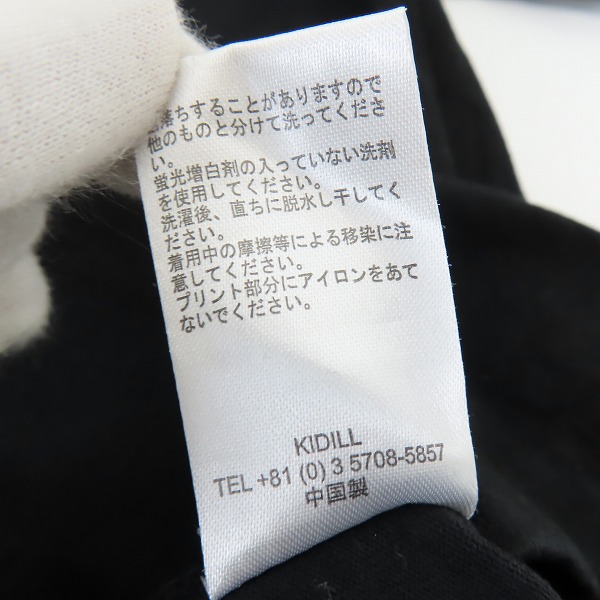 落ちすることがありますので
他のものと分けて洗ってくださ
い。
蛍光増白剤の入っていない洗剤
を使用してください。
洗濯後、直ちに脱水し干してく
ださい。
着用中の摩擦等による移染に注
意してください。
プリント部分にアイロンをあて
ないでください。
KIDILL
TEL +81 (0) 3 5708-5857
中国製